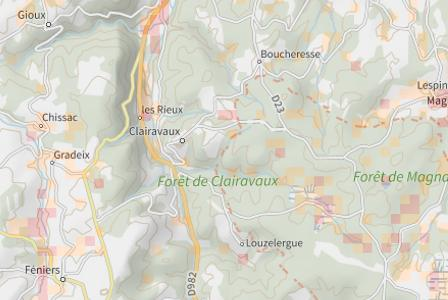 Gioux
Boucheresse
Lespin
Mag
D23
les Rieux
Chissac
Clairavaux
Gradeix
Forêt de Clairavaux
Forêt de Magna
Louzelergue
Féniers
D982